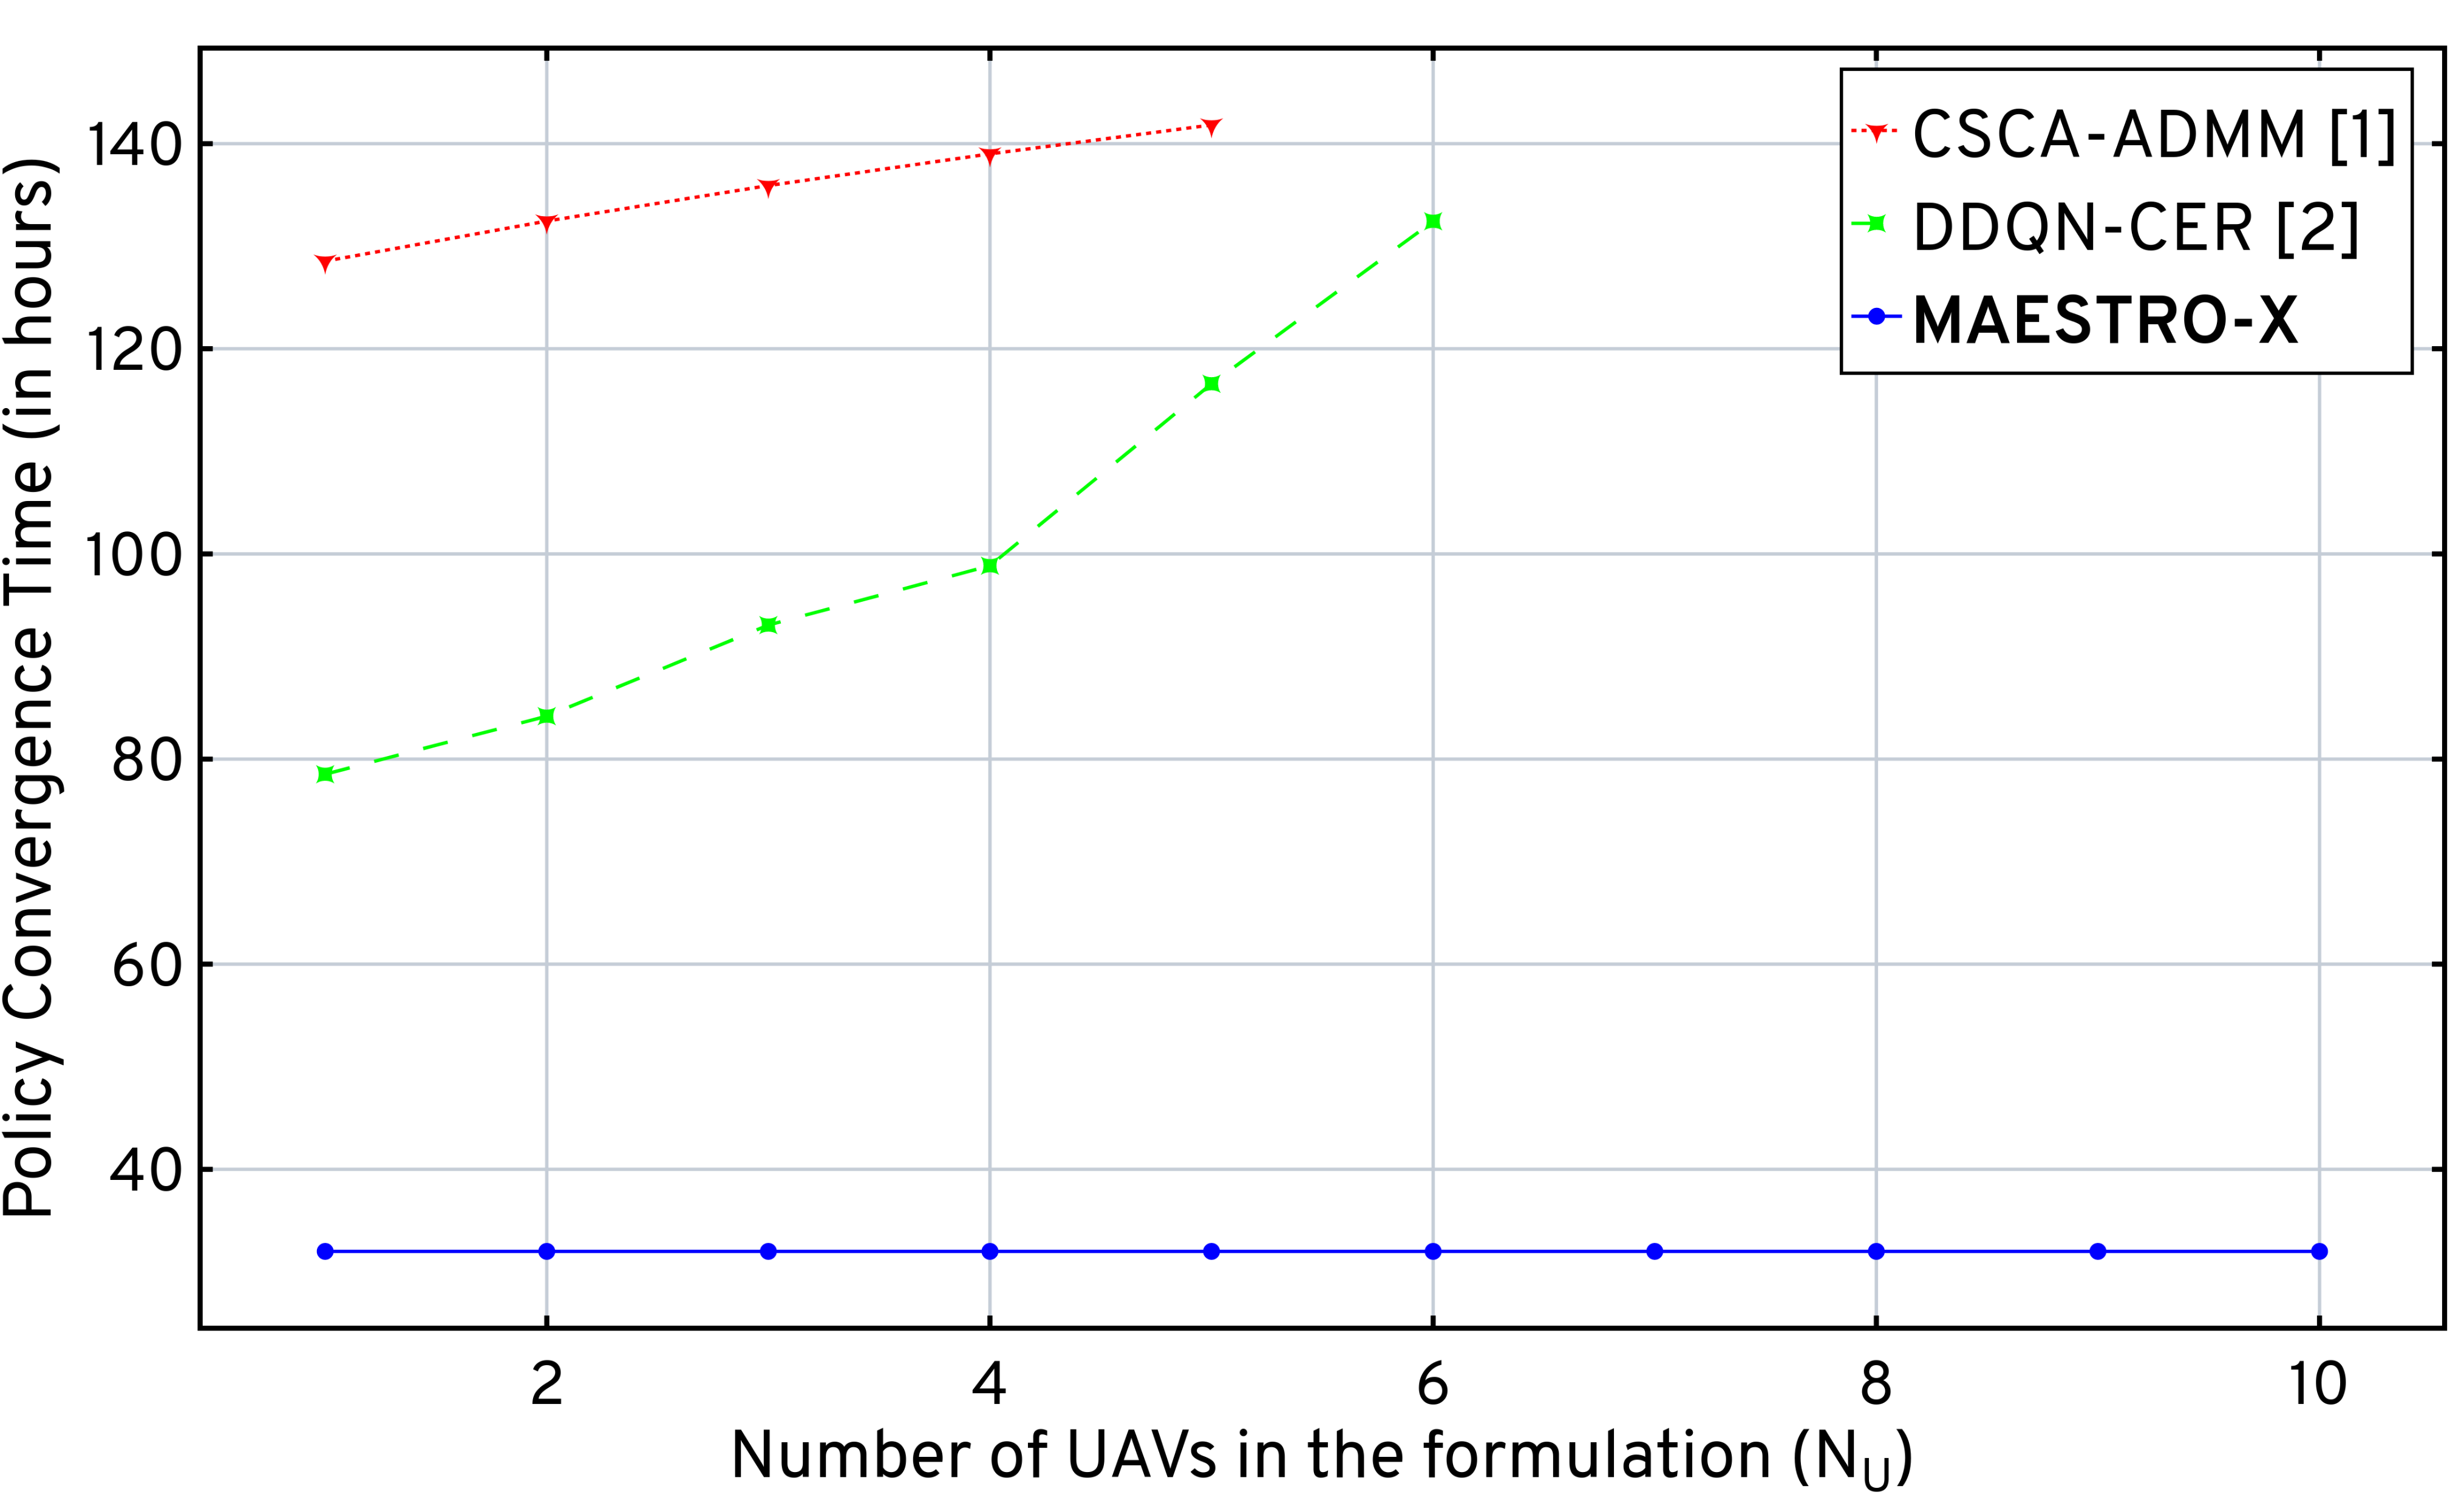 Policy Convergence Time (in hours)
140
120
100
80
60
40
CSCA-ADMM [1]
DDQN-CER [2]
MAESTRO-X
2 4 6 8 10
Number of UAVs in the formulation (N_U)